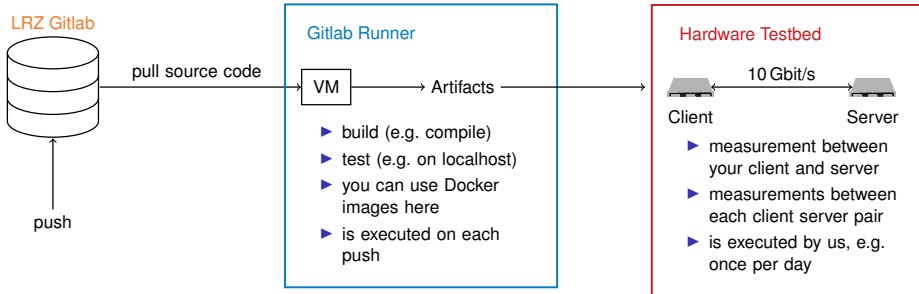 LRZ Gitlab
push
pull source code
Gitlab Runner
VM
Artifacts
build (e.g. compile)
test (e.g. on localhost)
you can use Docker
images here
is executed on each
push
Hardware Testbed
10 Gbit/s
Client
Server
measurement between
your client and server
measurements between
each client server pair
is executed by us, e.g.
once per day